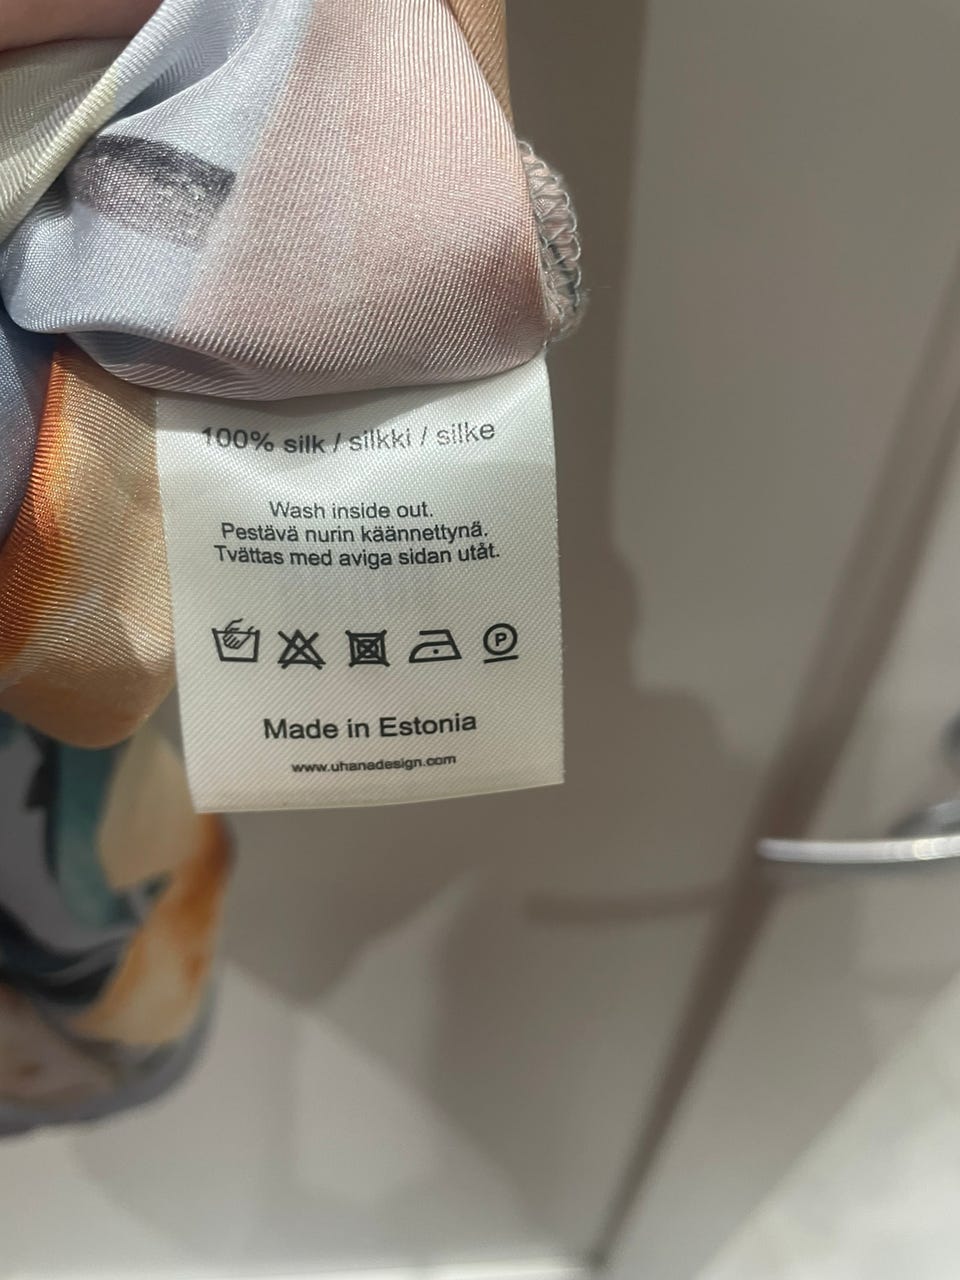 100% silk / silkki / silke
Wash inside out.
Pestävä nurin käännettynä.
Tvättas med aviga sidan utåt.
P
Made in Estonia
www.uhanadesign.com